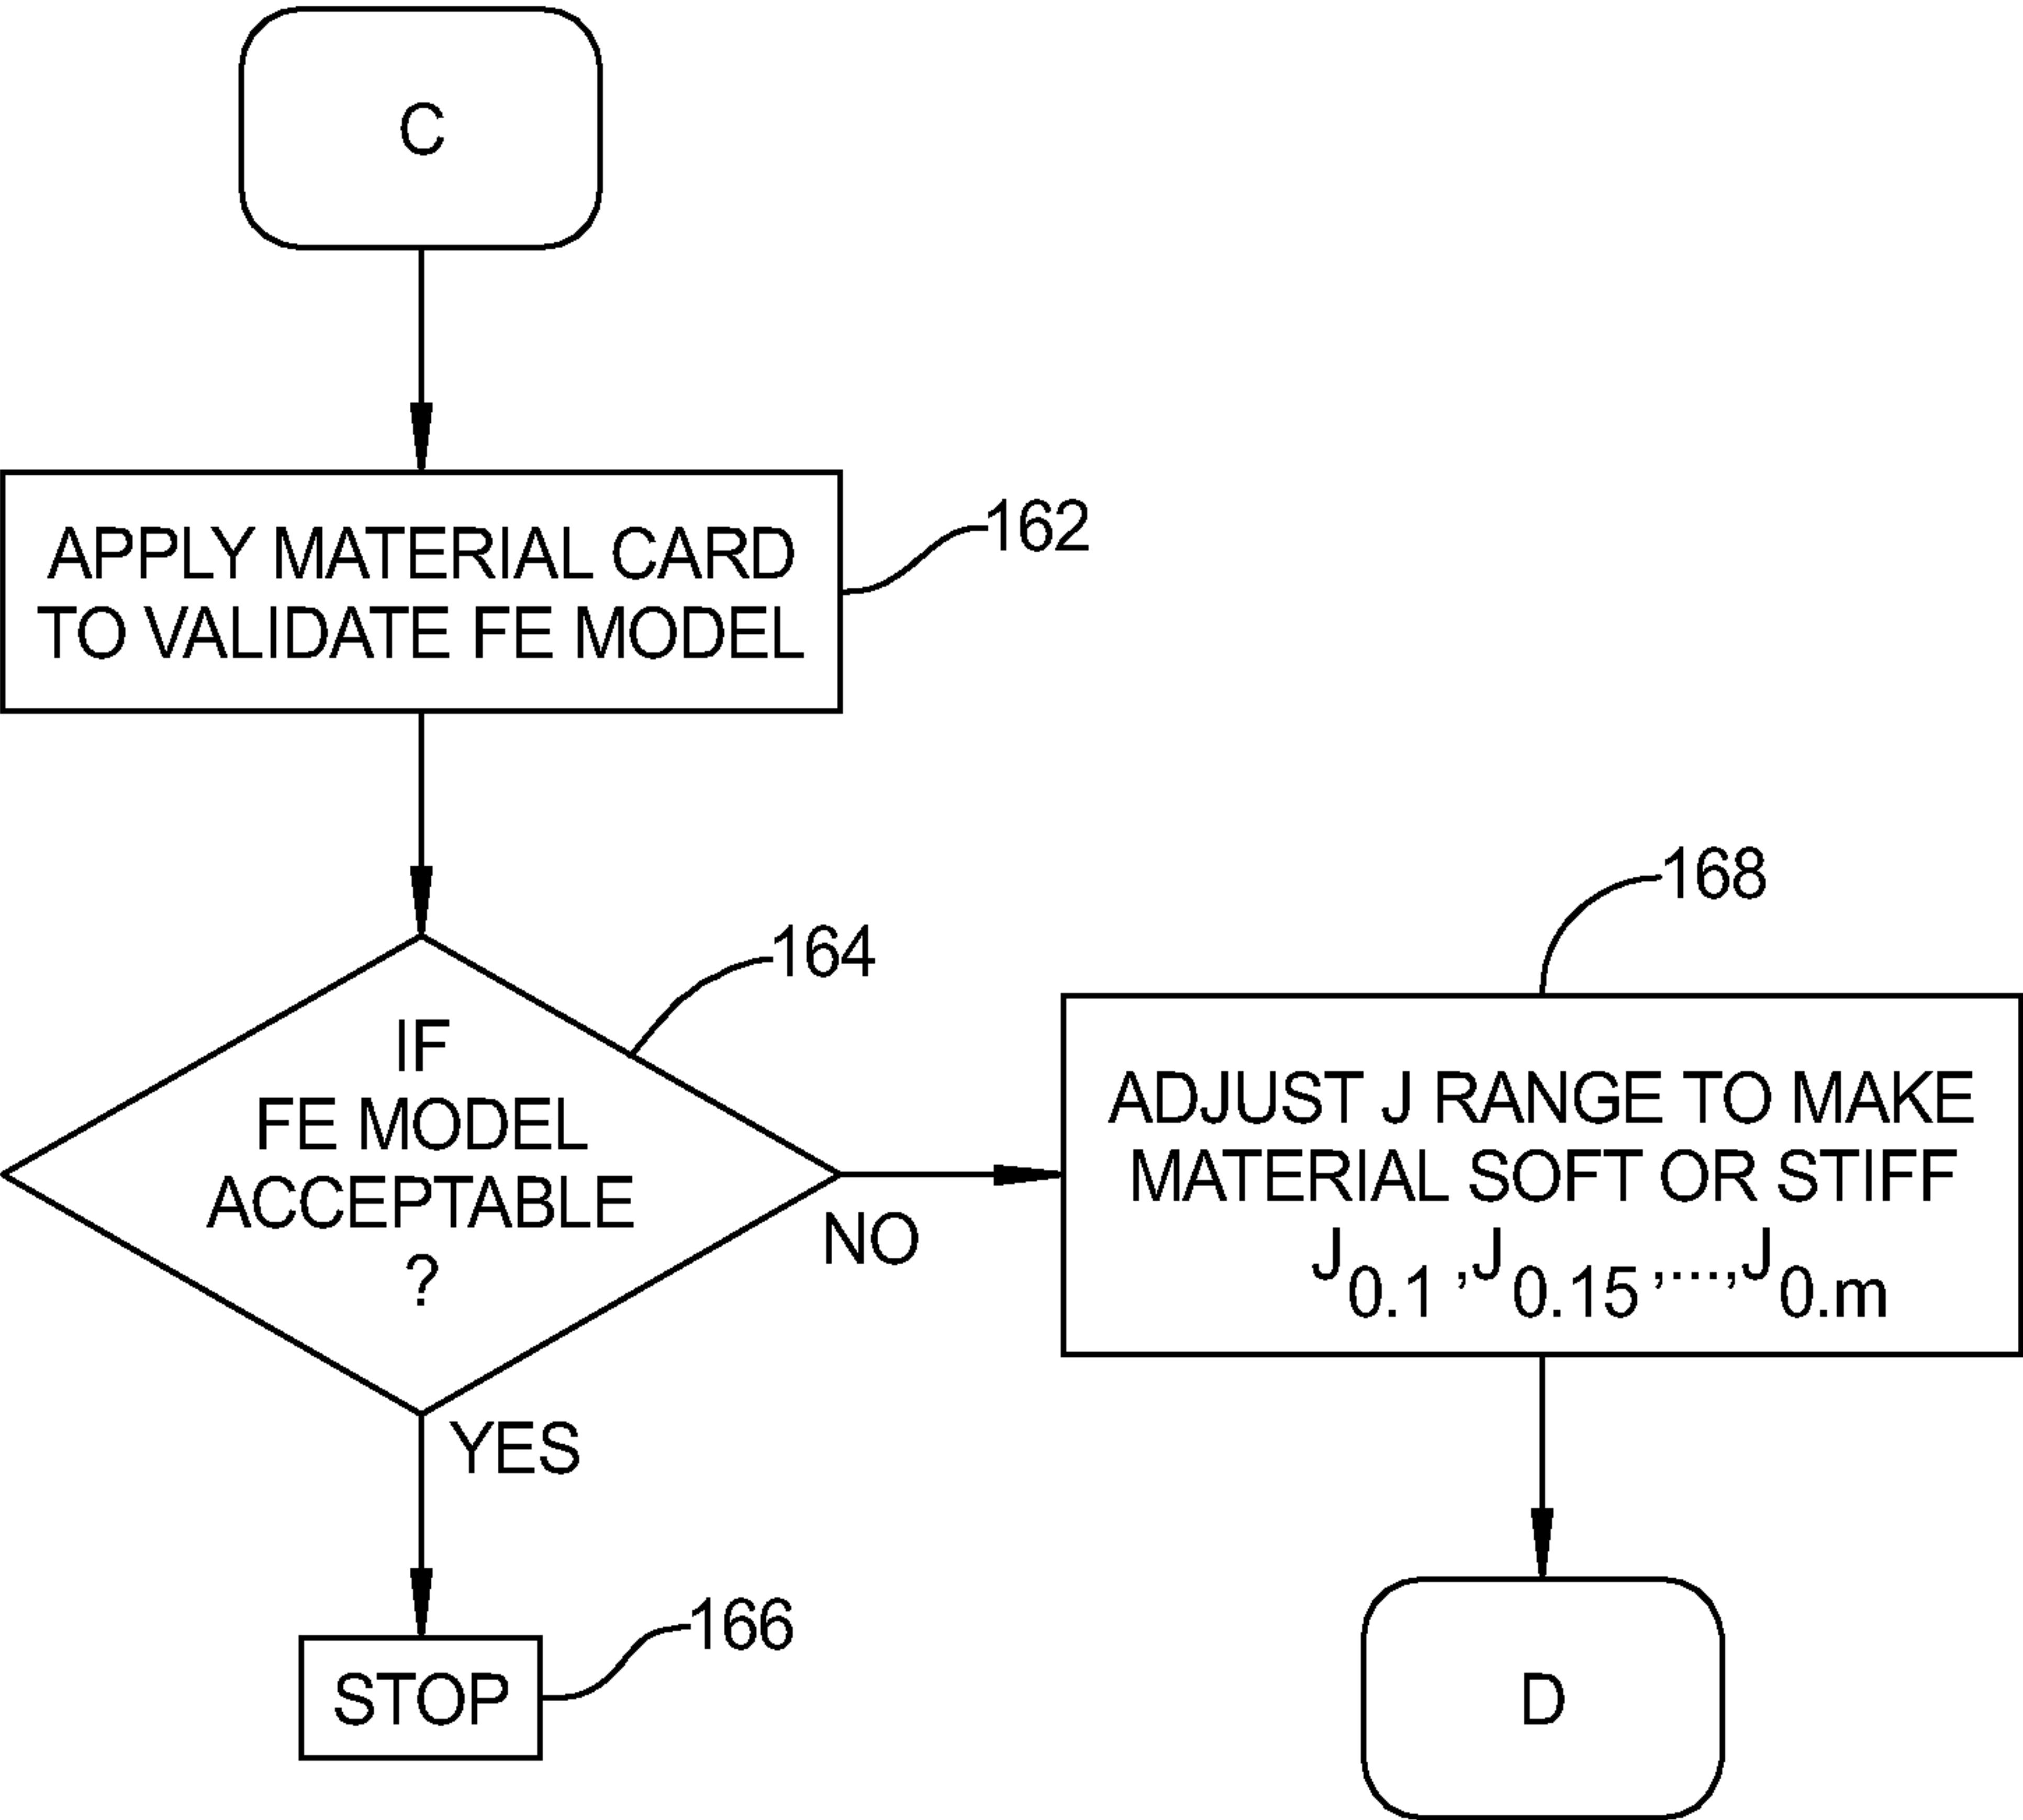 C
APPLY MATERIAL CARD
TO VALIDATE FE MODEL
162
164
IF
FE MODEL
ACCEPTABLE
?
NO
YES
168
ADJUST J RANGE TO MAKE
MATERIAL SOFT OR STIFF
J0.1 ,J0.15 ,....,J0.m
166
STOP
D